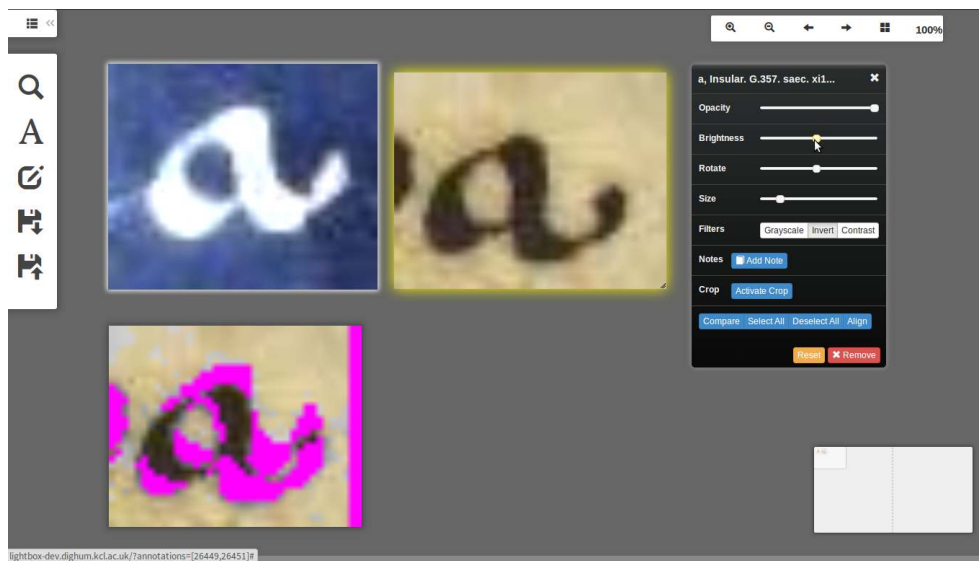 100%
a, Insular. G.357. saec. xi1...
Opacity
Brightness
Rotate
Size
Filters Grayscale Invert Contrast
Notes Add Note
Crop Activate Crop
Compare Select All Deselect All Align
Reset Remove
A
a a
a
lightbox-dev.dighum.kcl.ac.uk/?annotations=[26449,26451]#